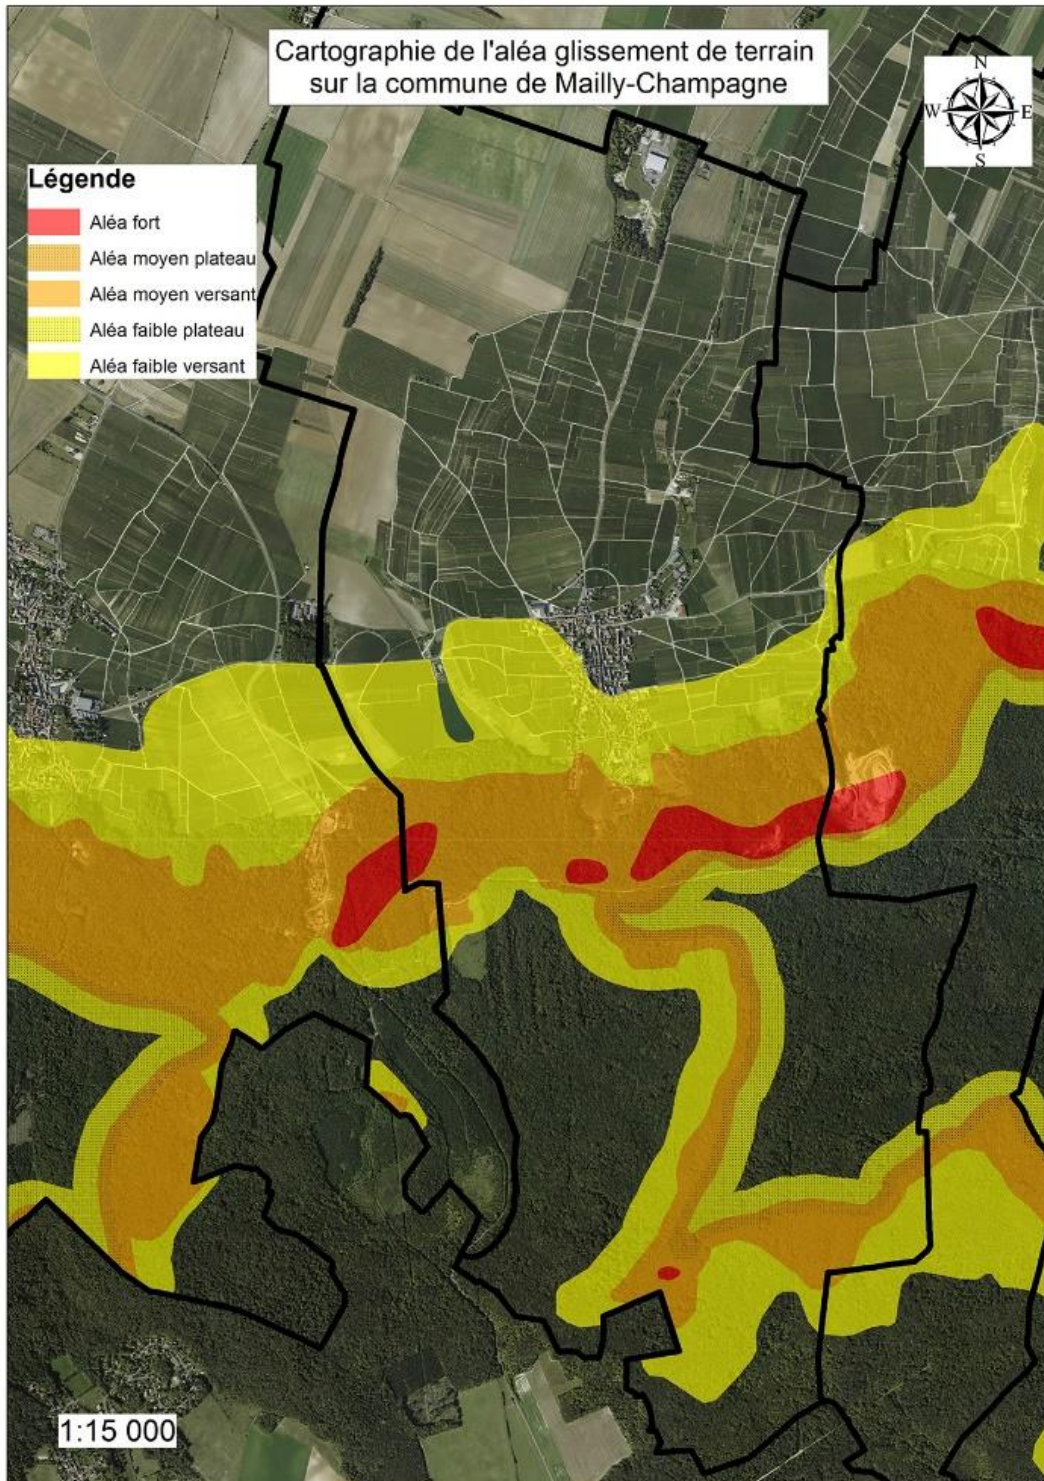 Cartographie de l'aléa glissement de terrain
sur la commune de Mailly-Champagne
N
W
E
S
Légende
Aléa fort
Aléa moyen plateau
Aléa moyen versant
Aléa faible plateau
Aléa faible versant
1:15 000